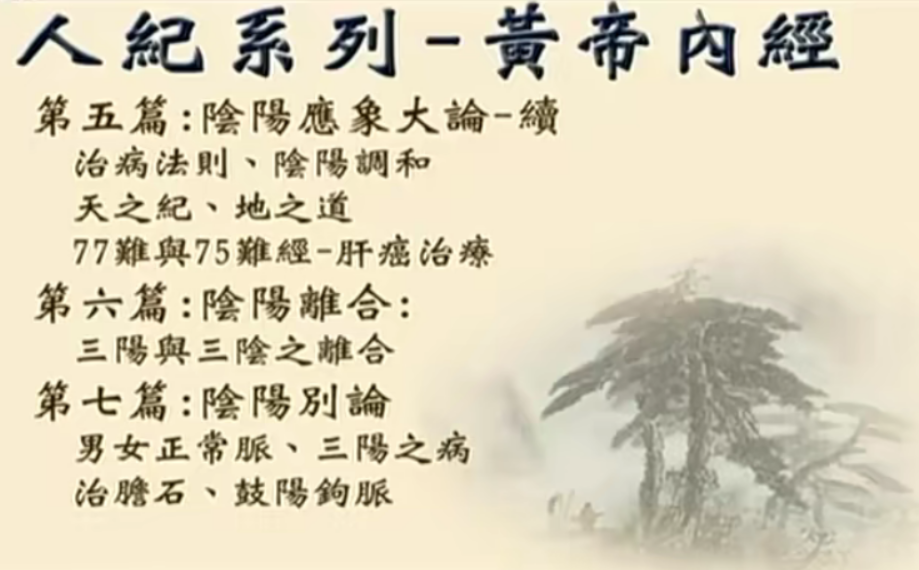 人紀系列-黃帝內經
第五篇:陰陽應象大論-續
治病法則、陰陽調和
天之紀、地之道
77難與75難經-肝癌治療
第六篇:陰陽離合:
三陽與三陰之離合
第七篇:陰陽別論
男女正常脈、三陽之病
治膽石、鼓陽鉤脈